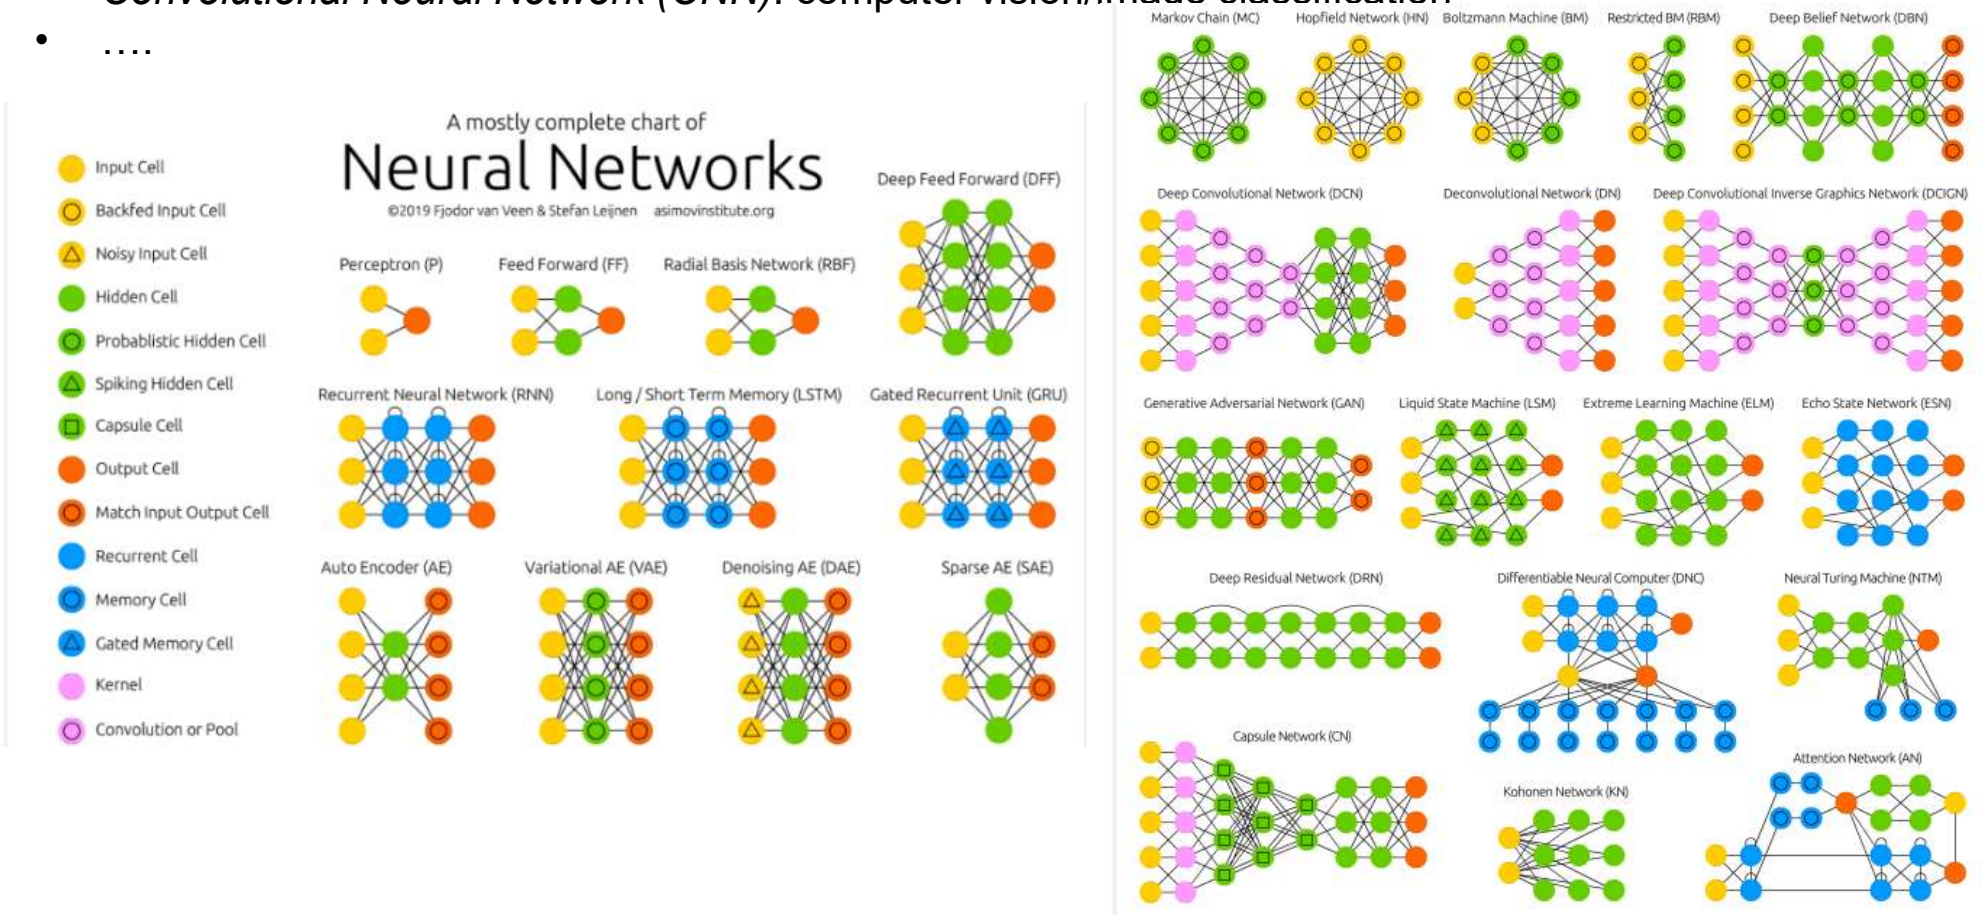 Convolutional Neural Network (CNN): computer vision/image classification
• ....
A mostly complete chart of
Neural Networks
©2019 Fjodor van Veen & Stefan Leijnen asimovinstitute.org
Input Cell
Backfed Input Cell
Noisy Input Cell
Hidden Cell
Probablistic Hidden Cell
Spiking Hidden Cell
Capsule Cell
Output Cell
Match Input Output Cell
Recurrent Cell
Memory Cell
Gated Memory Cell
Kernel
Convolution or Pool
Deep Feed Forward (DFF)
Perceptron (P)
Feed Forward (FF)
Radial Basis Network (RBF)
Recurrent Neural Network (RNN)
Long / Short Term Memory (LSTM)
Gated Recurrent Unit (GRU)
Auto Encoder (AE)
Variational AE (VAE)
Denoising AE (DAE)
Sparse AE (SAE)
Markov Chain (MC)
Hopfield Network (HN)
Boltzmann Machine (BM)
Restricted BM (RBM)
Deep Belief Network (DBN)
Deep Convolutional Network (DCN)
Deconvolutional Network (DN)
Deep Convolutional Inverse Graphics Network (DCIGN)
Generative Adversarial Network (GAN)
Liquid State Machine (LSM)
Extreme Learning Machine (ELM)
Echo State Network (ESN)
Deep Residual Network (DRN)
Differentiable Neural Computer (DNC)
Neural Turing Machine (NTM)
Capsule Network (CN)
Kohonen Network (KN)
Attention Network (AN)